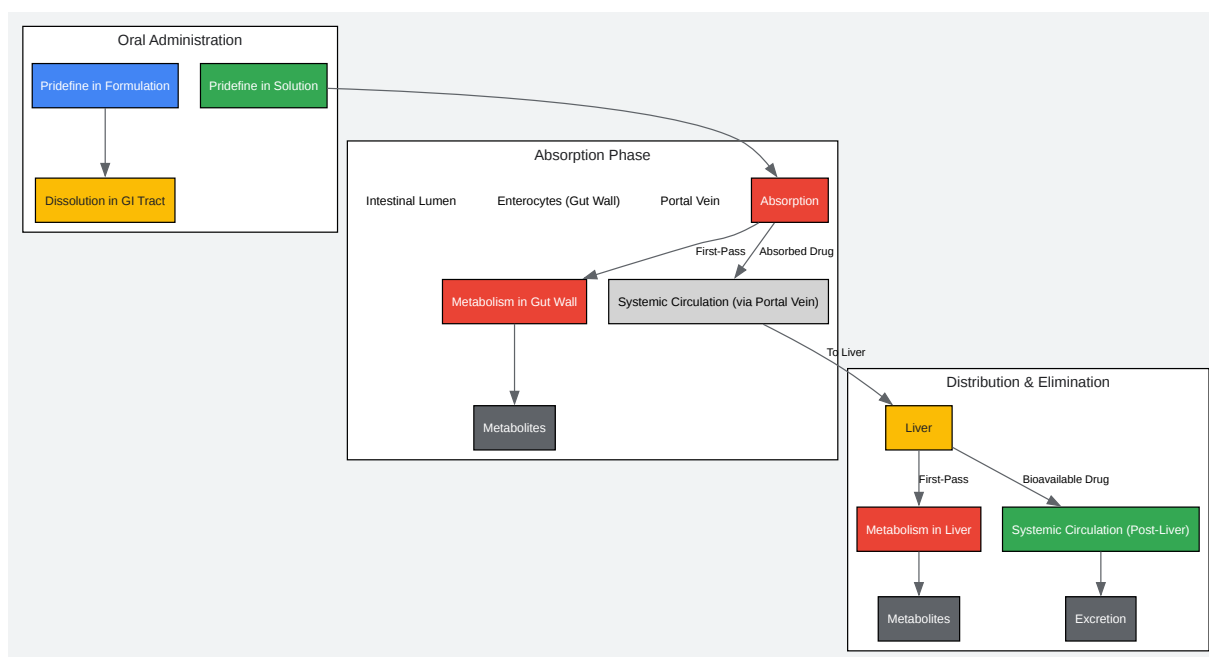 Oral Administration
Pridefine in Formulation
Pridefine in Solution
Dissolution in GI Tract
Absorption Phase
Intestinal Lumen
Enterocytes (Gut Wall)
Portal Vein
Absorption
First-Pass
Absorbed Drug
Metabolism in Gut Wall
Systemic Circulation (via Portal Vein)
To Liver
Metabolites
Distribution & Elimination
Liver
First-Pass
Bioavailable Drug
Metabolism in Liver
Systemic Circulation (Post-Liver)
Metabolites
Excretion